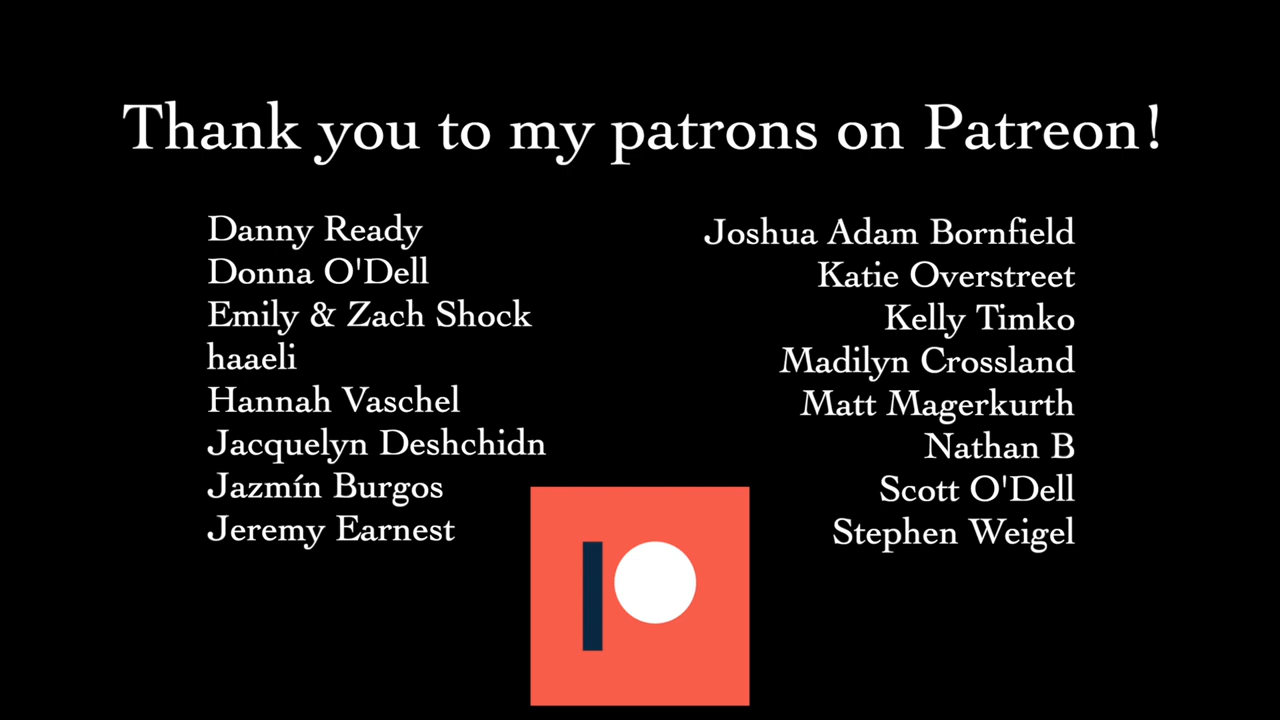 Thank you to my patrons on Patreon!
Danny Ready
Donna O'Dell
Emily & Zach Shock
haaeli
Hannah Vaschel
Jacquelyn Deshchidn
Jazmín Burgos
Jeremy Earnest
Joshua Adam Bornfield
Katie Overstreet
Kelly Timko
Madilyn Crossland
Matt Magerkurth
Nathan B
Scott O'Dell
Stephen Weigel